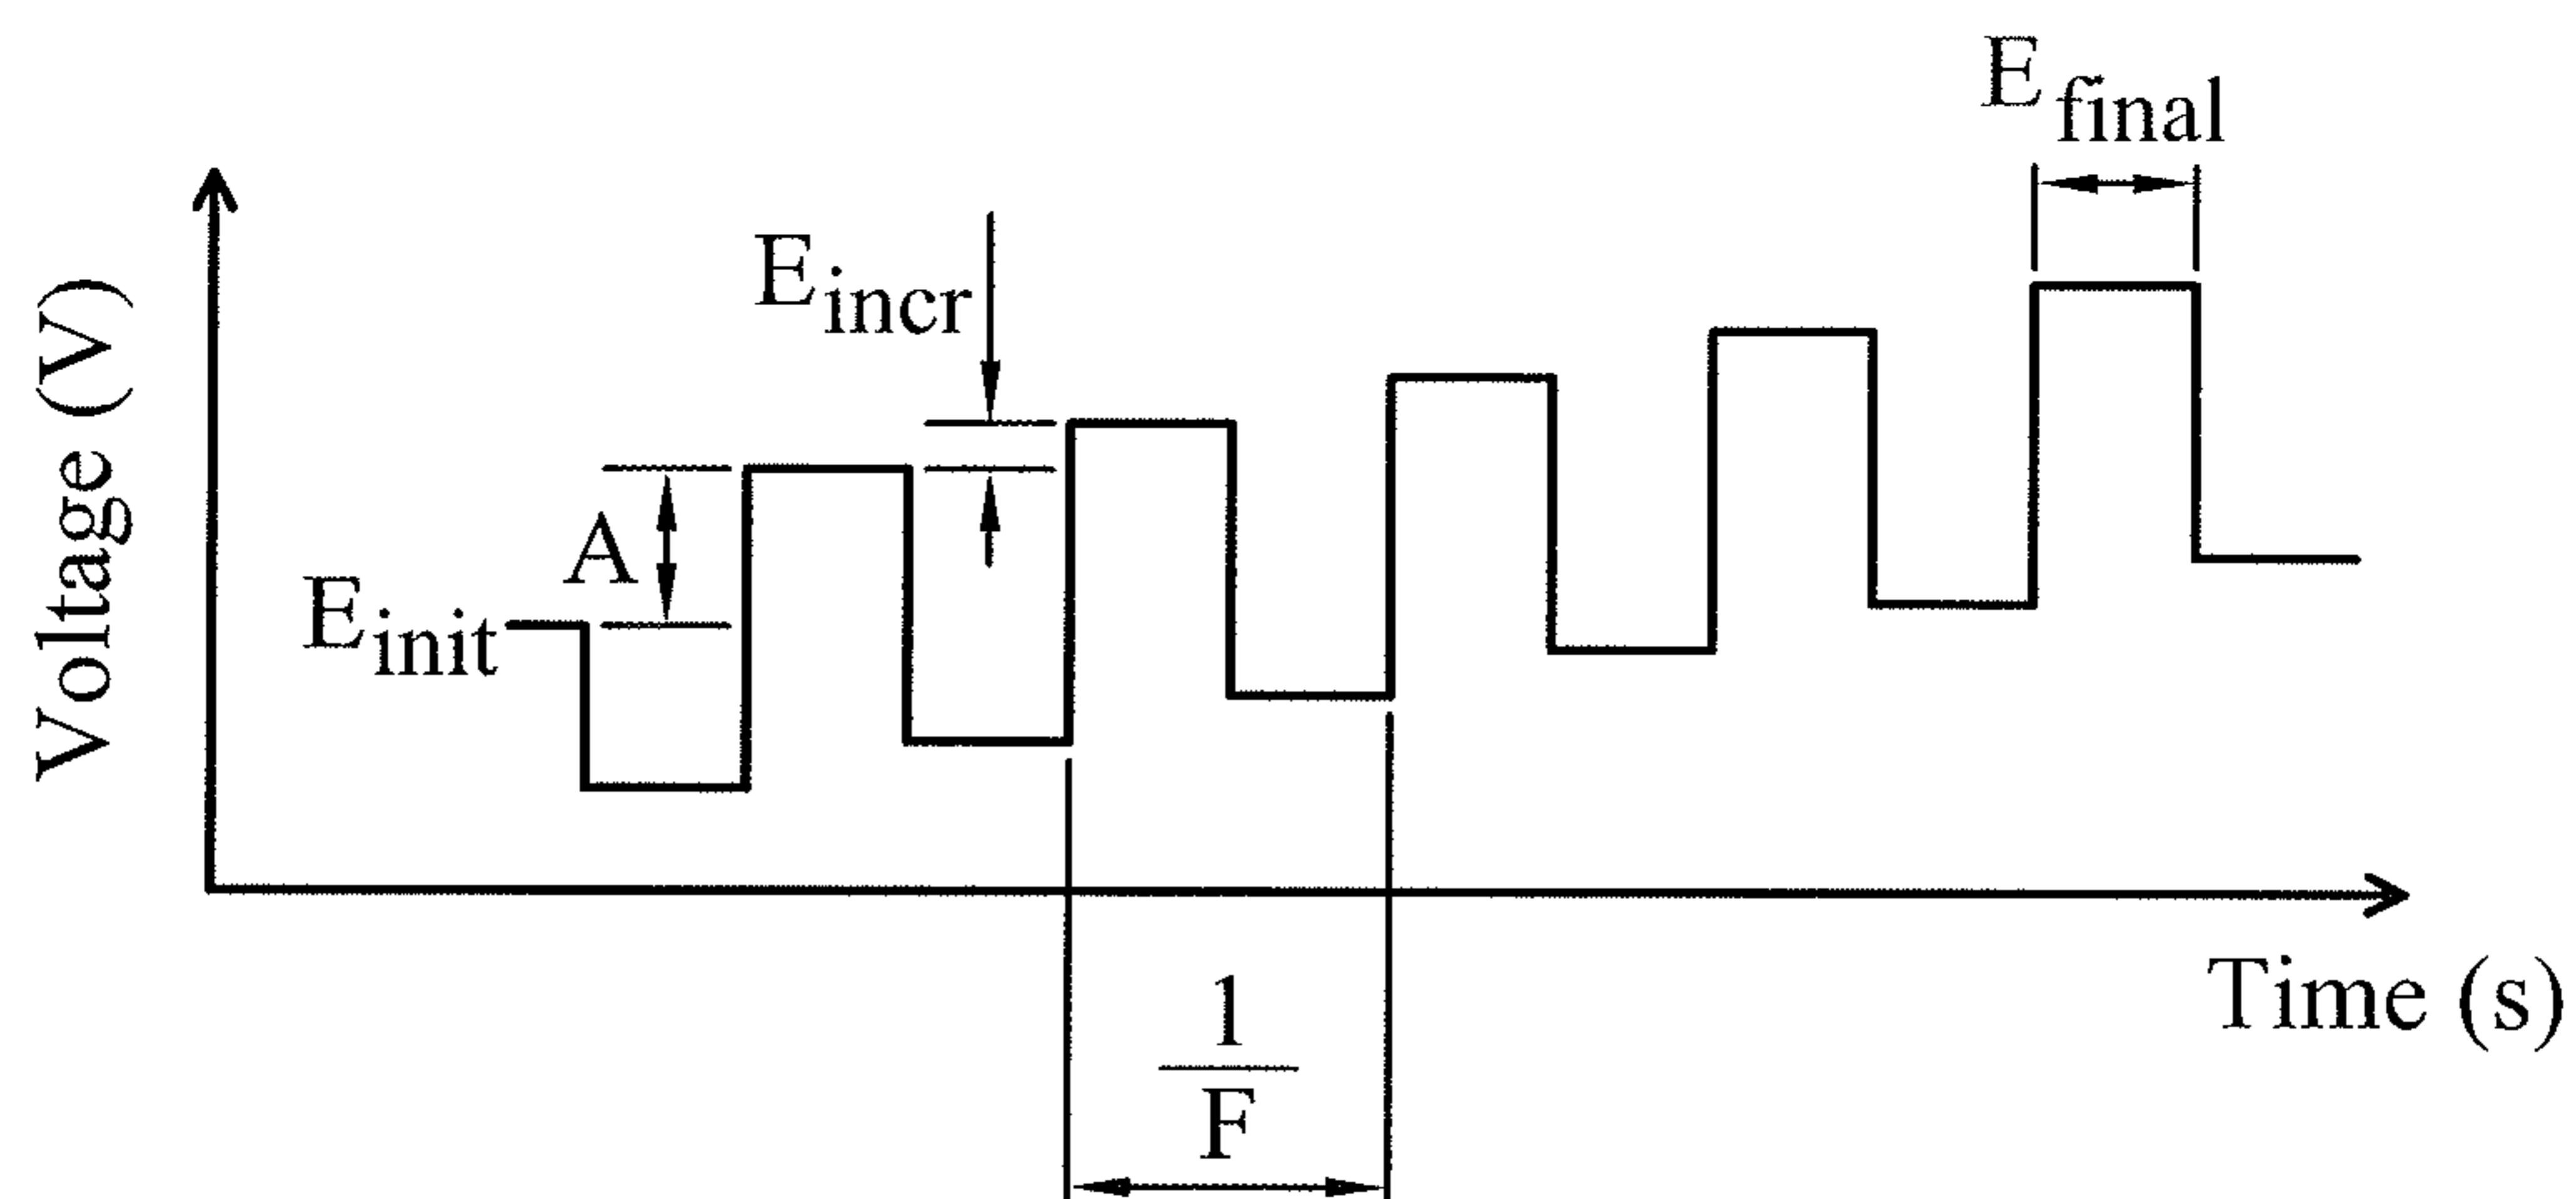 E final
E incr
A
E init
Voltage (V)
Time (s)
1
F